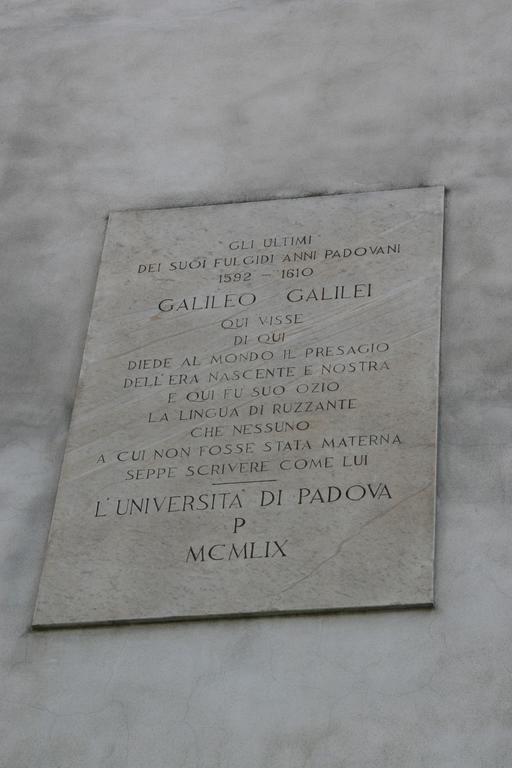 GLI ULTIMI
DEI SUOI FULGIDI ANNI PADOVANI
1592 - 1610
GALILEO GALILEI
QUI VISSE
DI QUI
DIEDE AL MONDO IL PRESAGIO
DELL'ERA NASCENTE E NOSTRA
E QUI FU SUO OZIO
LA LINGUA DI RUZZANTE
CHE NESSUNO
A CUI NON FOSSE STATA MATERNA
SEPPE SCRIVERE COME LUI
L'UNIVERSITA' DI PADOVA
P
MCMLIX